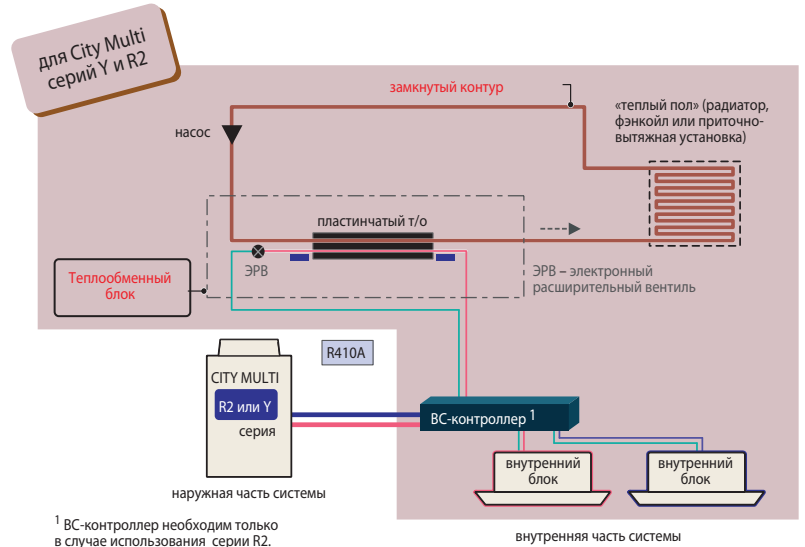 для City Multi
серий Y и R2
замкнутый контур
«теплый пол» (радиатор,
фэнкойл или приточно-
вытяжная установка)
насос
пластинчатый т/о
ЭРВ
ЭРВ – электронный
расширительный вентиль
Теплообменный
блок
R410A
CITY MULTI
R2 или Y
серия
BC-контроллер 1
внутренний
блок
внутренний
блок
наружная часть системы
1 BC-контроллер необходим только
в случае использования серии R2.
внутренняя часть системы